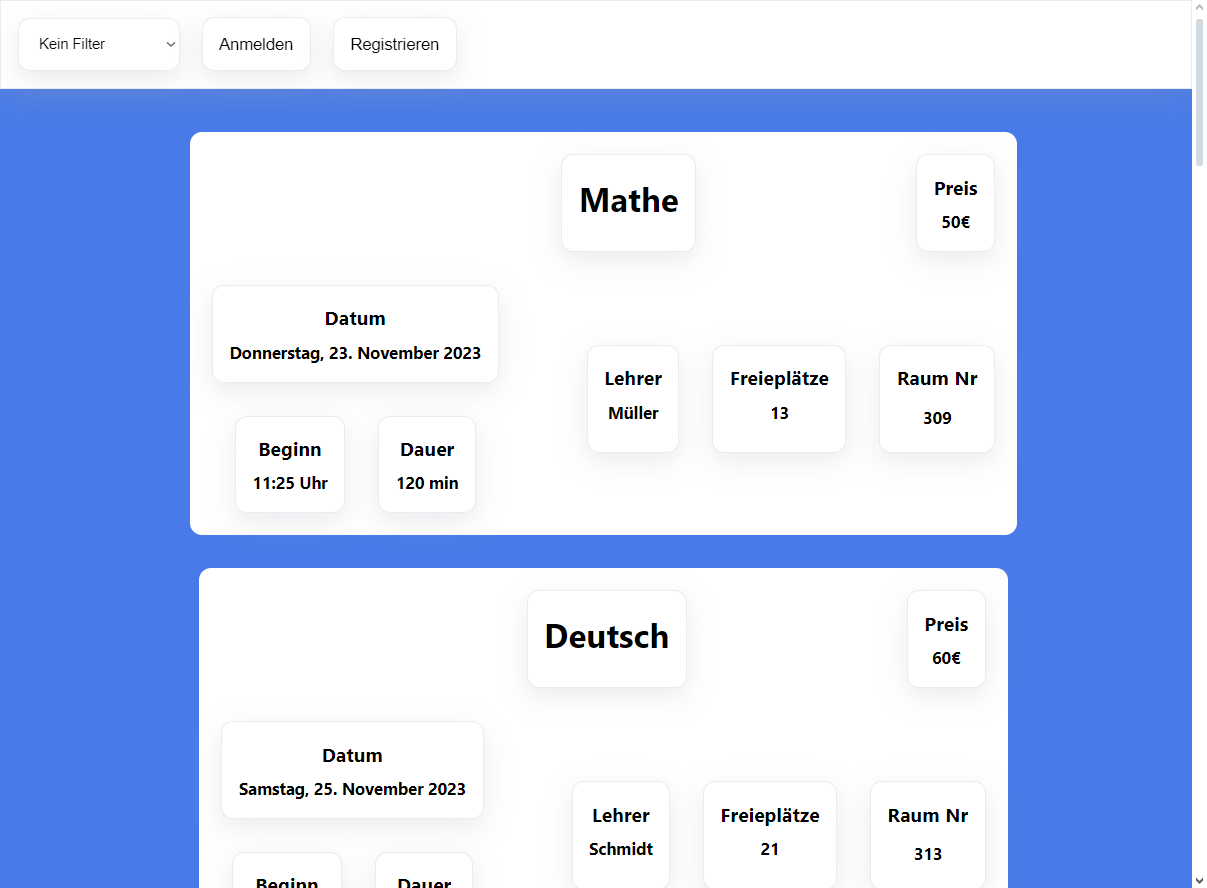 Kein Filter
Anmelden
Registrieren
Mathe
Preis
50€
Datum
Donnerstag, 23. November 2023
Lehrer
Müller
Freieplätze
13
Raum Nr
309
Beginn
11:25 Uhr
Dauer
120 min
Deutsch
Preis
60€
Datum
Samstag, 25. November 2023
Lehrer
Schmidt
Freieplätze
21
Raum Nr
313
Beginn
Dauer